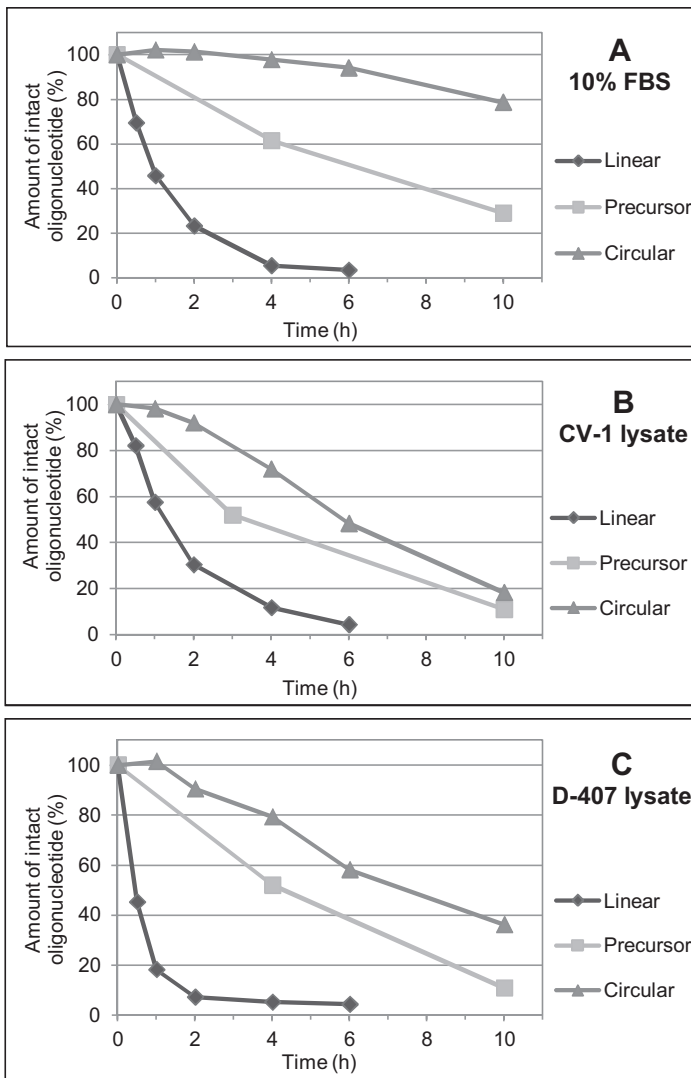 A
10% FBS
Amount of intact
oligonucleotide (%)
100
80
60
40
20
0
0 2 4 6 8 10
Time (h)
Linear
Precursor
Circular
B
CV-1 lysate
Amount of intact
oligonucleotide (%)
100
80
60
40
20
0
0 2 4 6 8 10
Time (h)
Linear
Precursor
Circular
C
D-407 lysate
Amount of intact
oligonucleotide (%)
100
80
60
40
20
0
0 2 4 6 8 10
Time (h)
Linear
Precursor
Circular